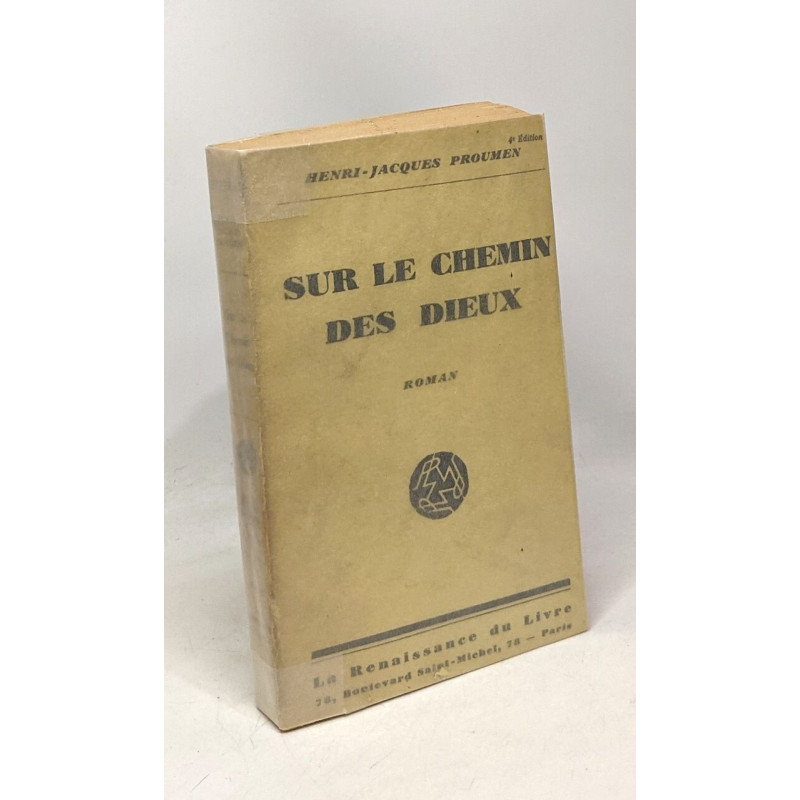 4e Édition
HENRI-JACQUES PROUMEN
SUR LE CHEMIN
DES DIEUX
ROMAN
La Renaissance du Livre
78, Boulevard Saint-Michel, 78 — Paris